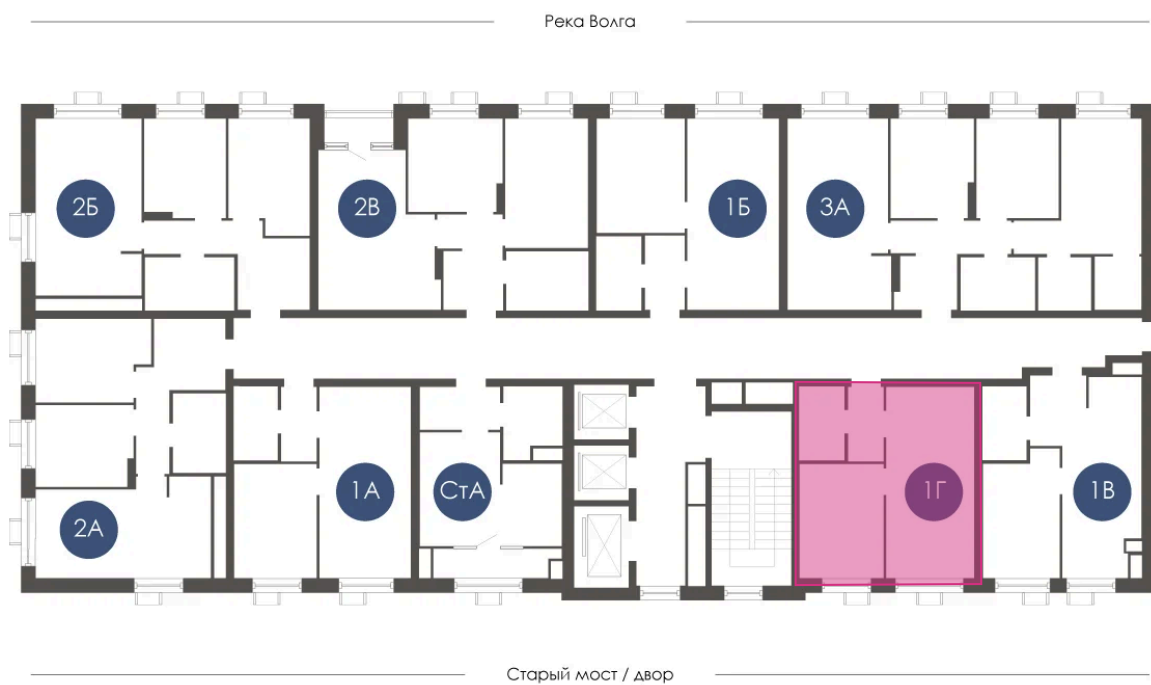 Река Волга
2Б
2В
1Б
3А
2А
1А
СтА
1Г
1В
Старый мост / двор